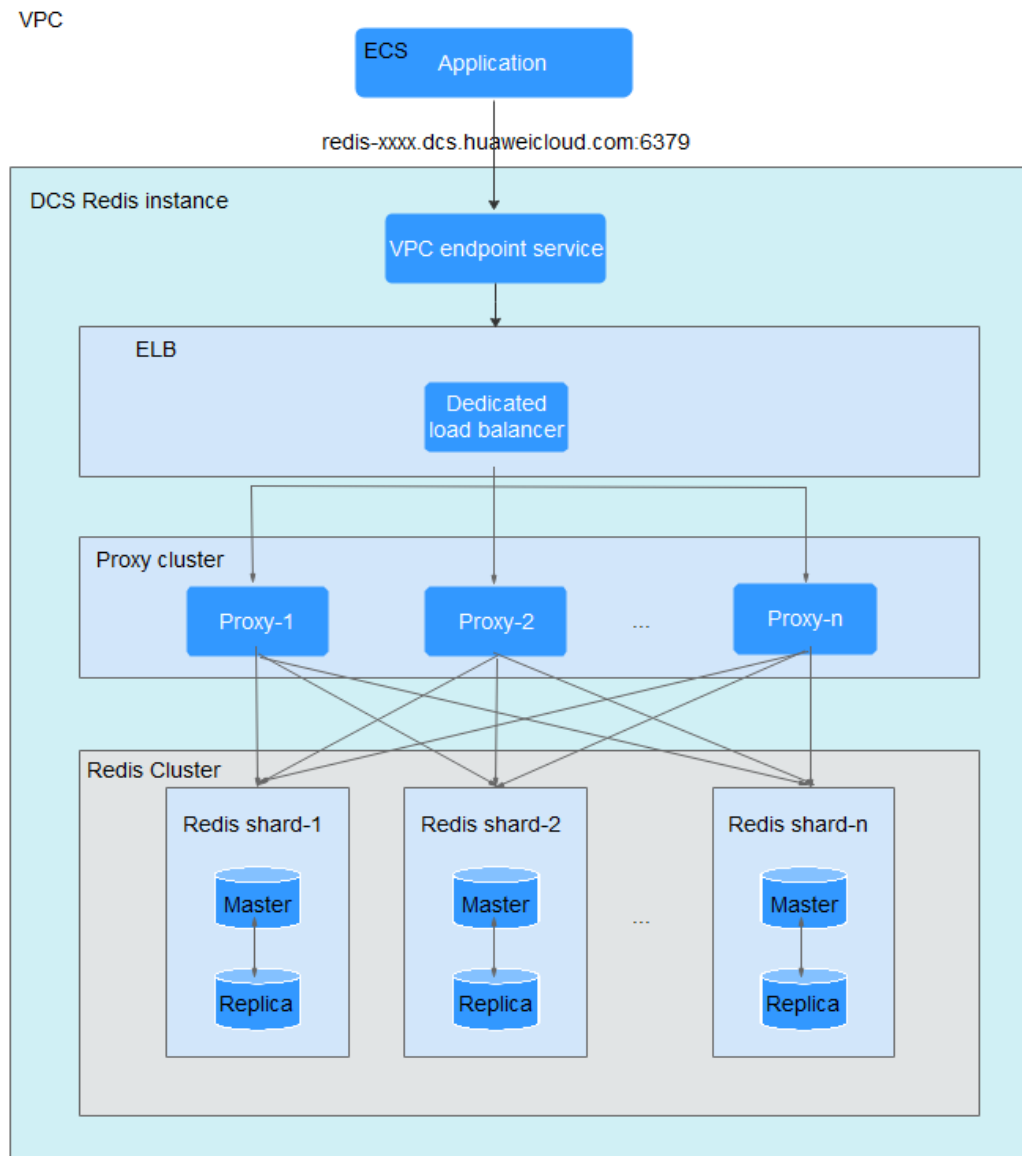 VPC
ECS
Application
redis-xxxx.dcs.huaweicloud.com:6379
DCS Redis instance
VPC endpoint service
ELB
Dedicated
load balancer
Proxy cluster
Proxy-1
Proxy-2
...
Proxy-n
Redis Cluster
Redis shard-1
Redis shard-2
Redis shard-n
Master
Master
...
Master
Replica
Replica
Replica